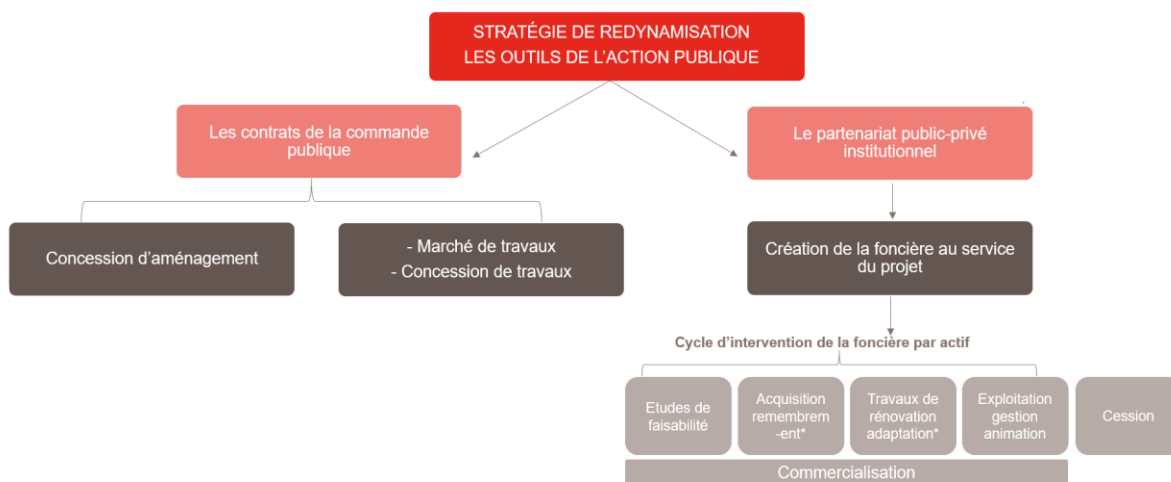 STRATÉGIE DE REDYNAMISATION
LES OUTILS DE L'ACTION PUBLIQUE
Les contrats de la commande
publique
Le partenariat public-privé
institutionnel
Concession d'aménagement
- Marché de travaux
- Concession de travaux
Création de la foncière au service
du projet
Cycle d'intervention de la foncière par actif
Etudes de
faisabilité
Acquisition
remembrem
-ent*
Travaux de
rénovation
adaptation*
Exploitation
gestion
animation
Cession
Commercialisation